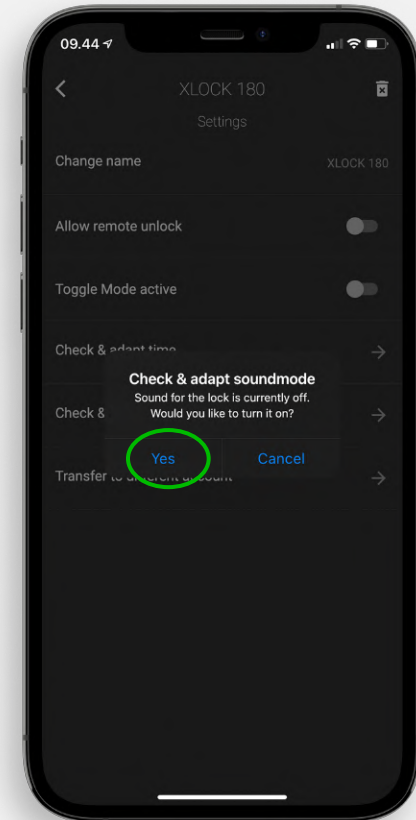 09.44
XLOCK 180
Settings
Change name
XLOCK 180
Allow remote unlock
Toggle Mode active
Check & adapt time
Check & adapt soundmode
Sound for the lock is currently off.
Would you like to turn it on?
Check &
Yes
Cancel
Transfer to different account